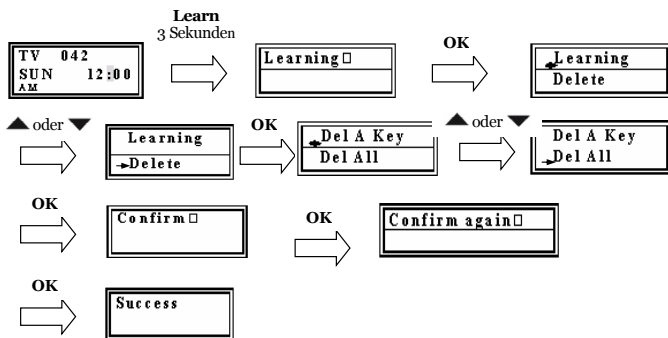 Learn
3 Sekunden
TV 042
SUN 12:00
AM
Learning□
OK
Learning
Delete
▲ oder ▼
Learning
→Delete
OK
Del A Key
Del All
▲ oder ▼
Del A Key
→Del All
OK
Confirm□
OK
Confirm again□
OK
Success